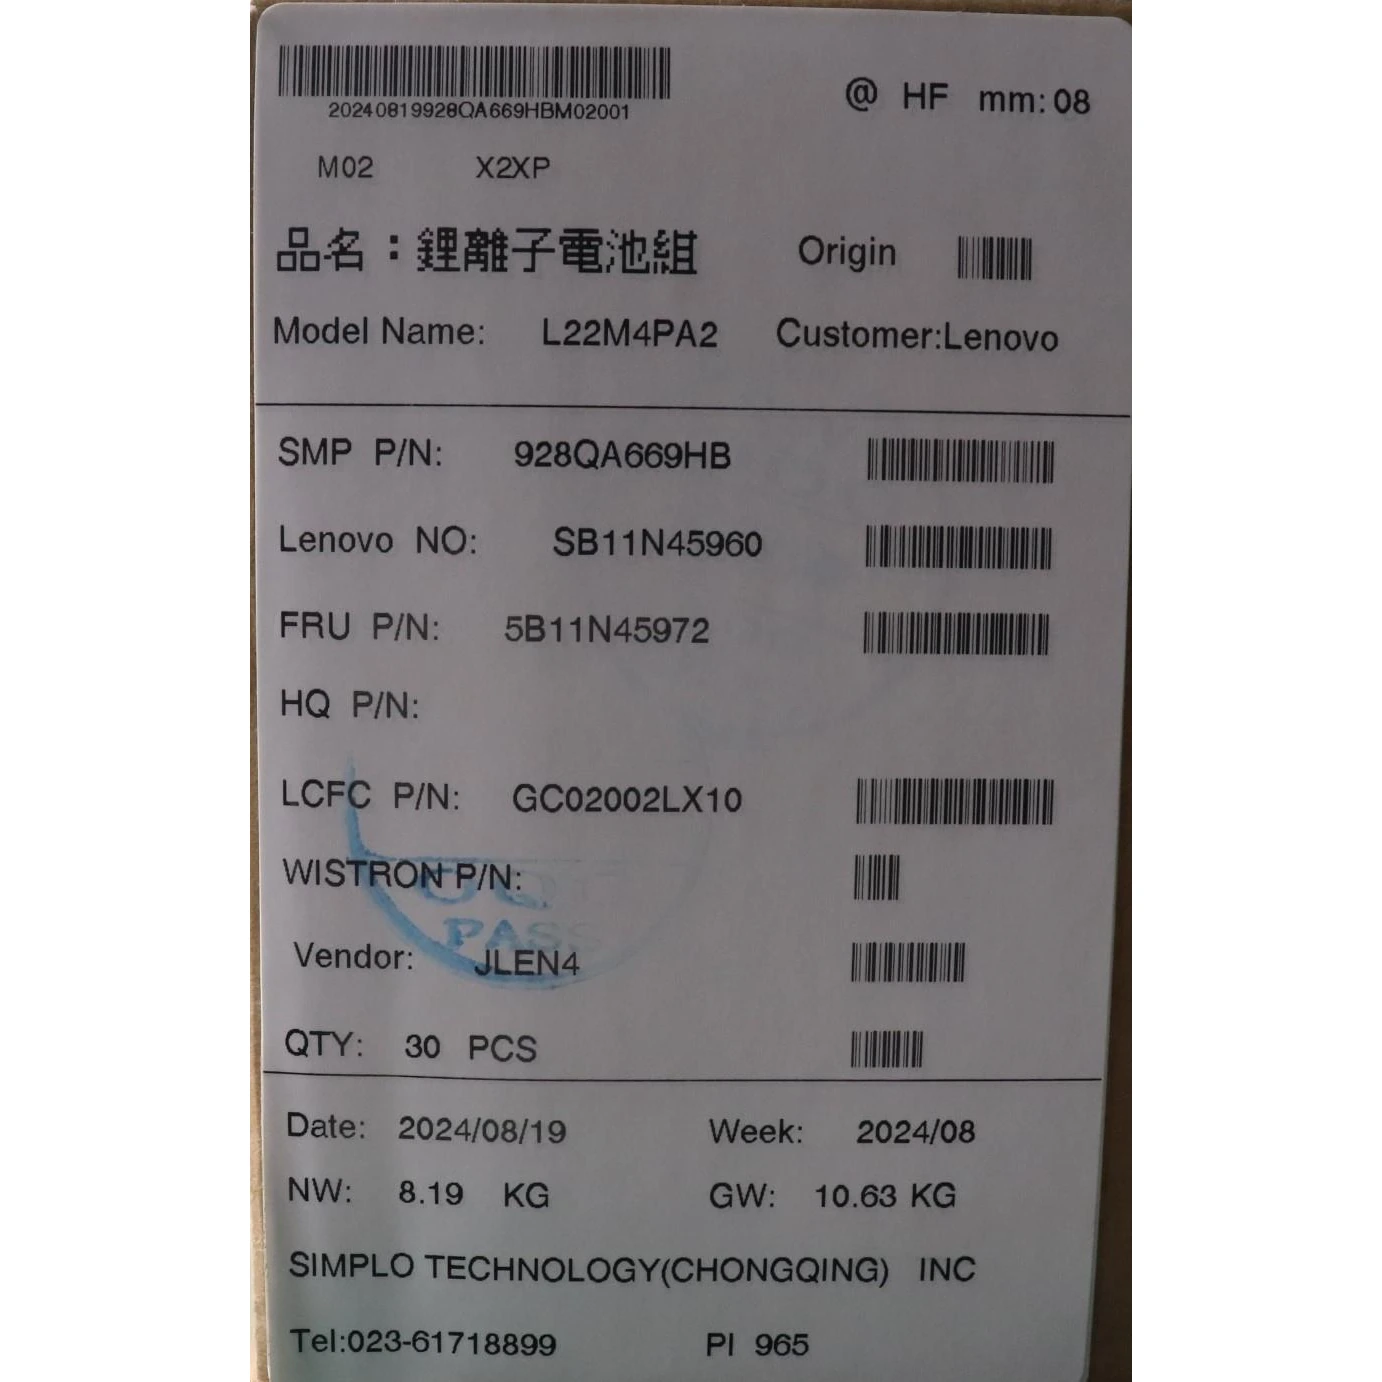 @ HF mm:08
20240819928QA669HBM02001
M02 X2XP
品名：鋰離子電池組 Origin
Model Name: L22M4PA2 Customer:Lenovo
SMP P/N: 928QA669HB
Lenovo NO: SB11N45960
FRU P/N: 5B11N45972
HQ P/N:
LCFC P/N: GC02002LX10
WISTRON P/N:
PASS
Vendor: JLEN4
QTY: 30 PCS
Date: 2024/08/19 Week: 2024/08
NW: 8.19 KG GW: 10.63 KG
SIMPLO TECHNOLOGY(CHONGQING) INC
Tel:023-61718899 PI 965